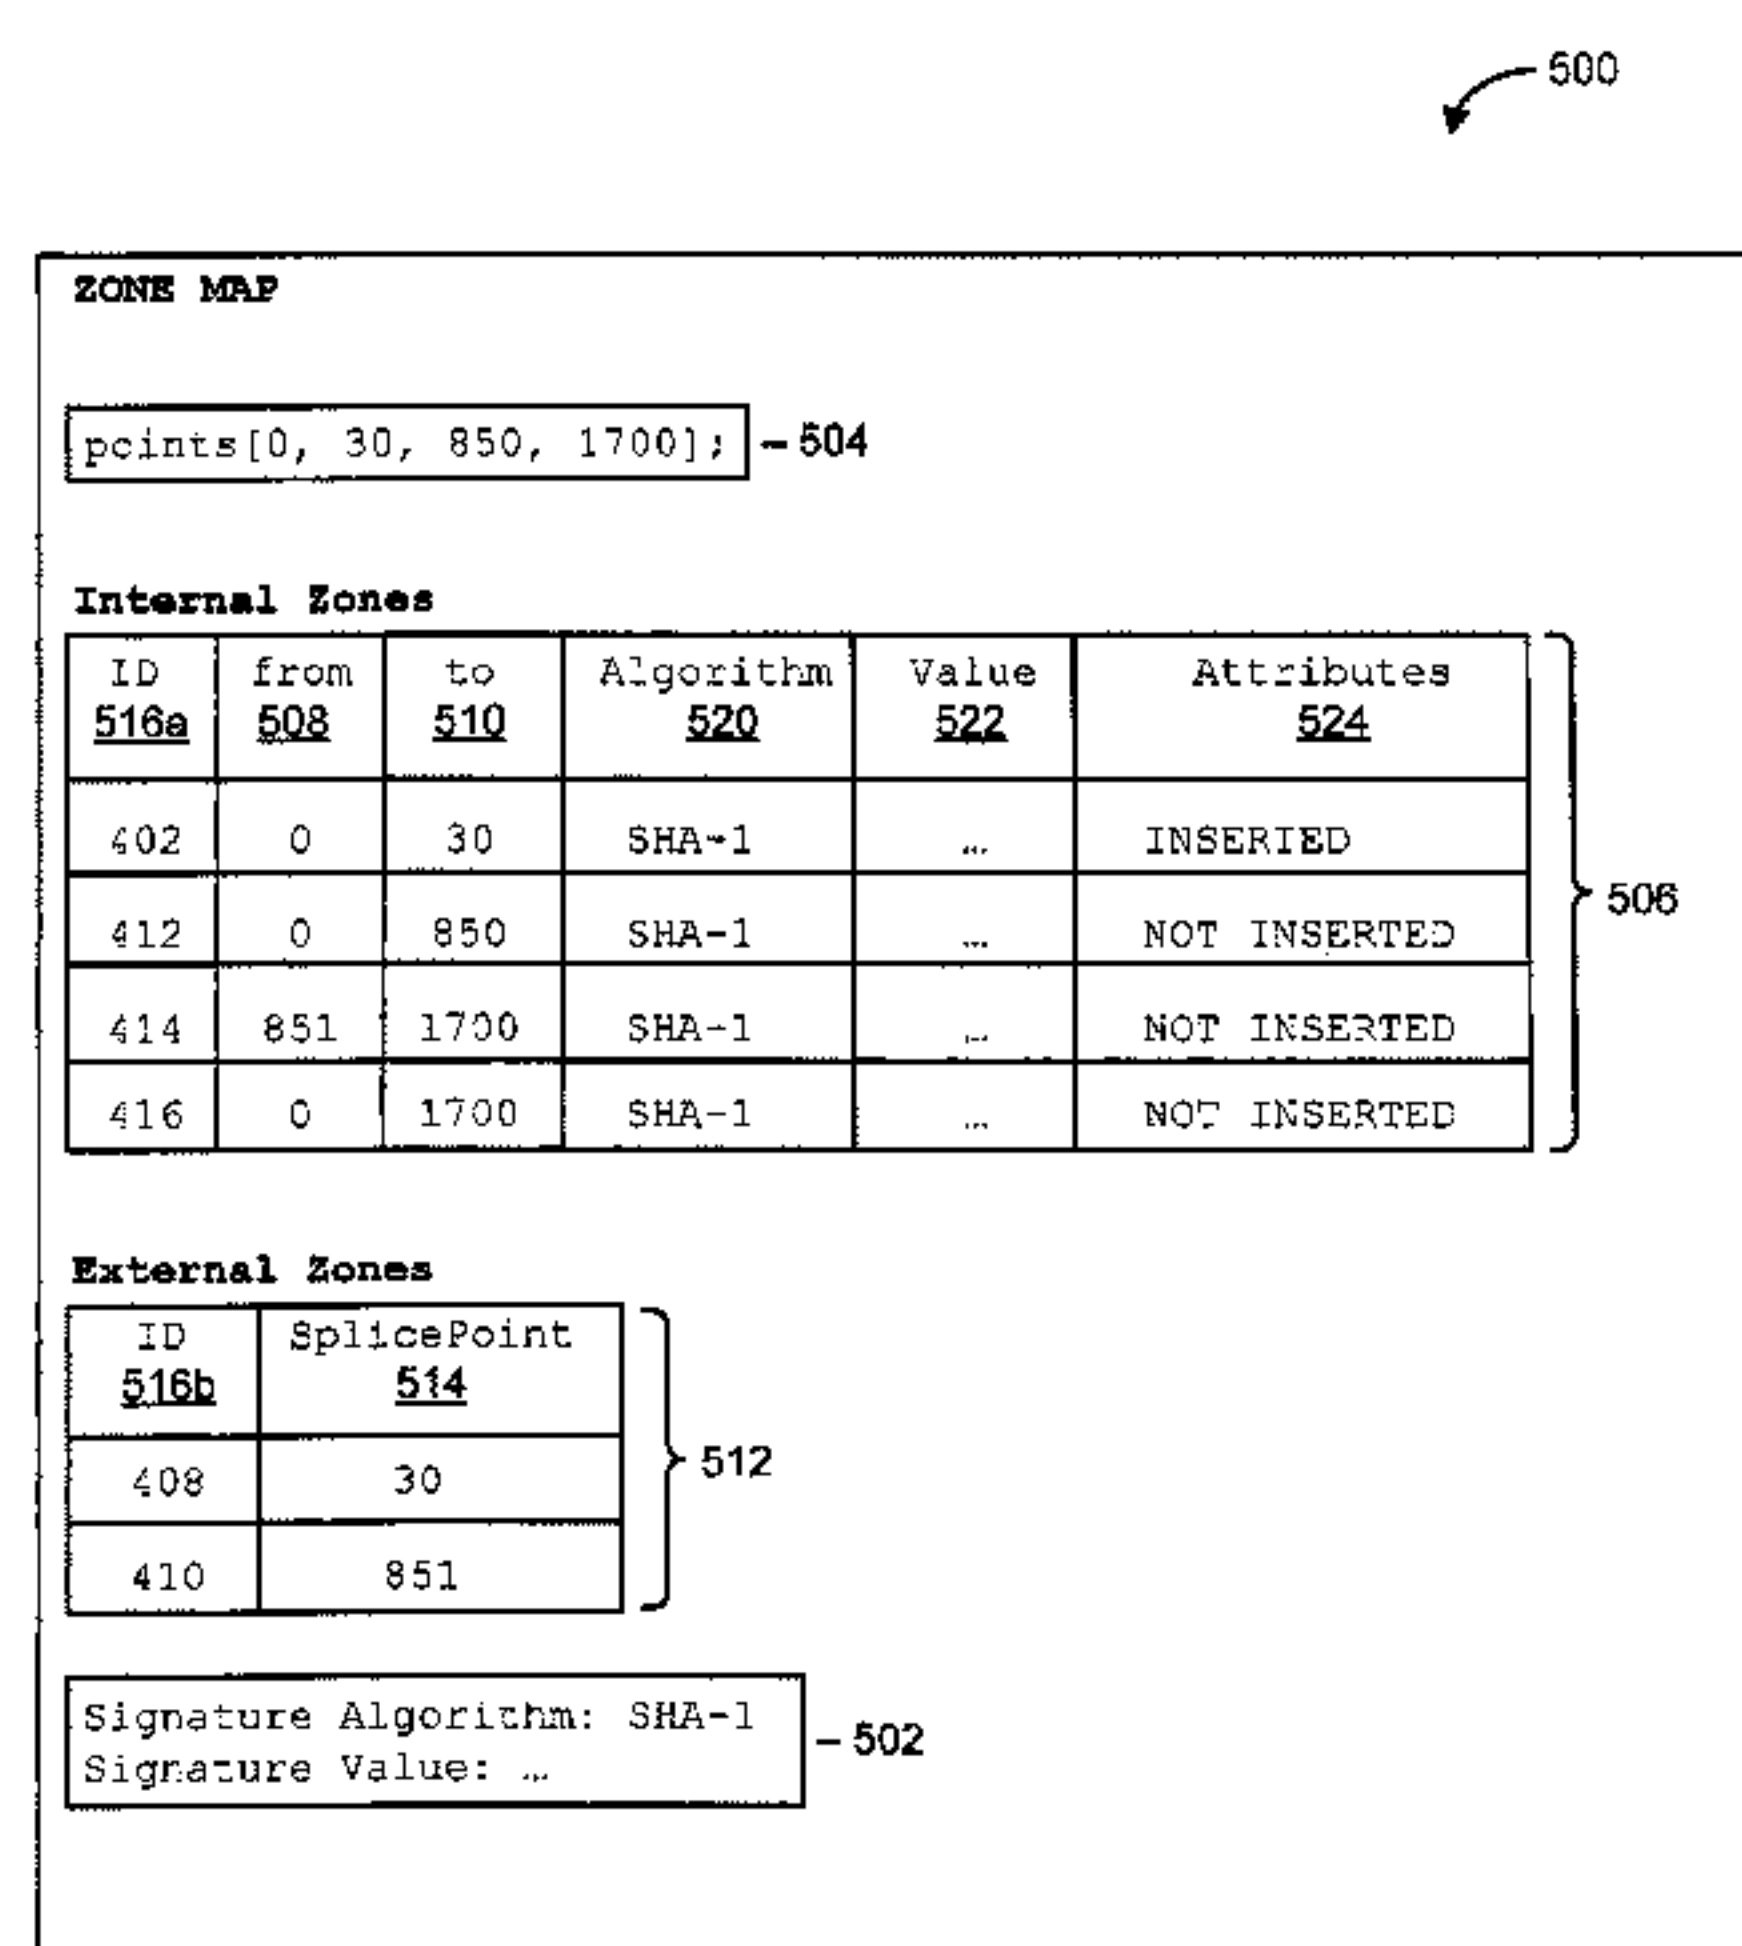 500
ZONE MAP
points[0, 30, 850, 1700]; - 504
Internal Zones
ID from to Algorithm Value Attributes
516a 508 510 520 522 524
402 0 30 SHA-1 … INSERTED
412 0 850 SHA-1 … NOT INSERTED
506
414 851 1700 SHA-1 … NOT INSERTED
416 0 1700 SHA-1 … NOT INSERTED
External Zones
ID SplicePoint
516b 514
408 30
512
410 851
Signature Algorithm: SHA-1
Signature Value: …
- 502